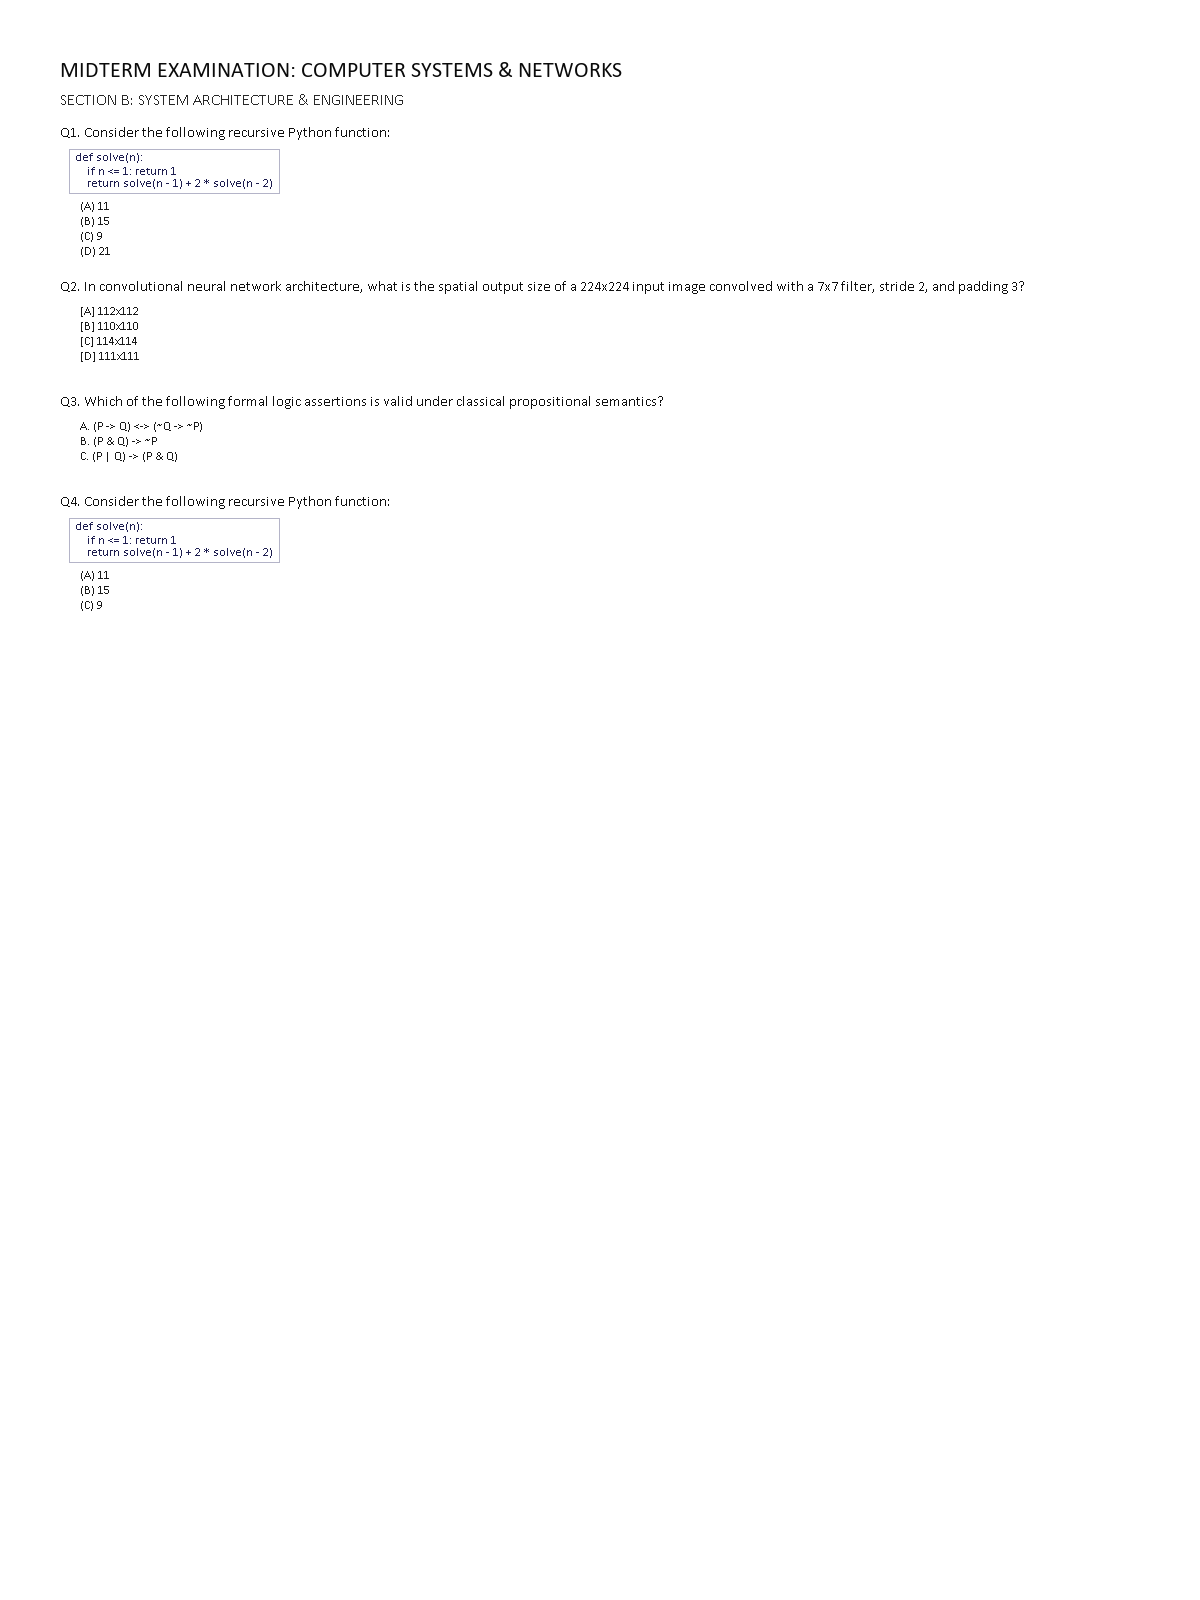 MIDTERM EXAMINATION: COMPUTER SYSTEMS & NETWORKS
SECTION B: SYSTEM ARCHITECTURE & ENGINEERING
Q1. Consider the following recursive Python function:
def solve(n):
    if n <= 1: return 1
    return solve(n - 1) + 2 * solve(n - 2)
(A) 11
(B) 15
(C) 9
(D) 21
Q2. In convolutional neural network architecture, what is the spatial output size of a 224x224 input image convolved with a 7x7 filter, stride 2, and padding 3?
[A] 112x112
[B] 110x110
[C] 114x114
[D] 111x111
Q3. Which of the following formal logic assertions is valid under classical propositional semantics?
A. (P -> Q) <-> (~Q -> ~P)
B. (P & Q) -> ~P
C. (P | Q) -> (P & Q)
Q4. Consider the following recursive Python function:
def solve(n):
    if n <= 1: return 1
    return solve(n - 1) + 2 * solve(n - 2)
(A) 11
(B) 15
(C) 9